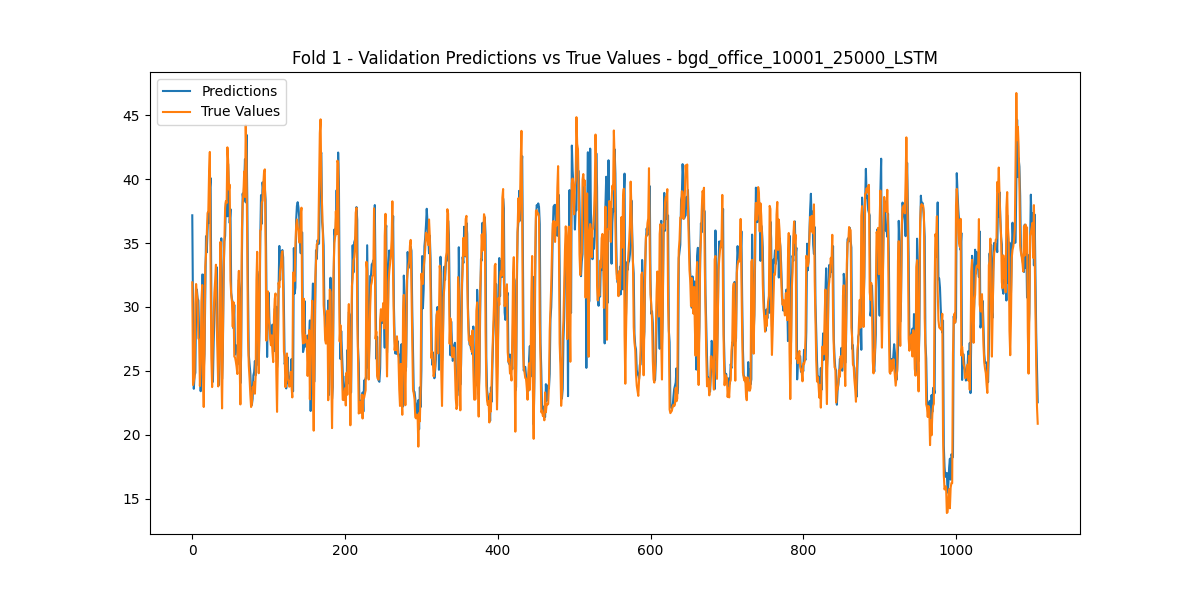 Fold 1 - Validation Predictions vs True Values - bgd_office_10001_25000_LSTM
Predictions
True Values
45
40
35
30
25
20
15
0 200 400 600 800 1000